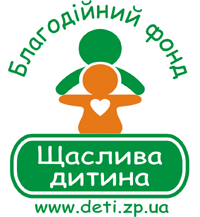 Благодійний фонд
Щаслива
дитина
www.deti.zp.ua